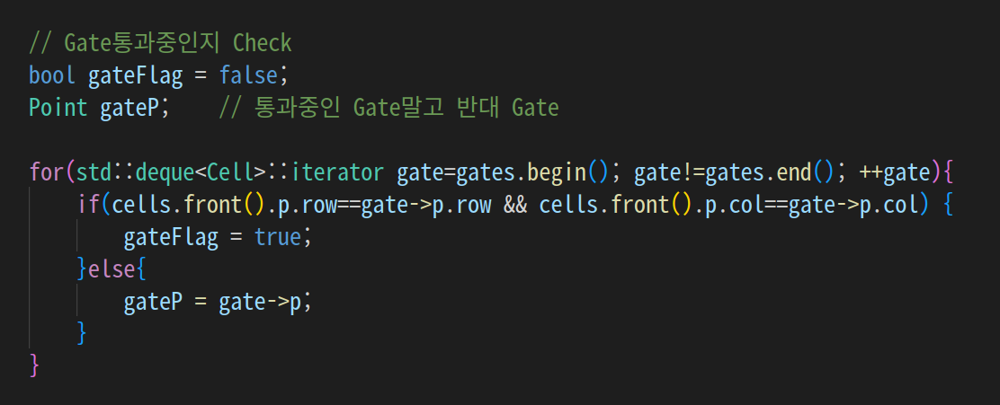 // Gate통과중인지 Check
bool gateFlag = false;
Point gateP;    // 통과중인 Gate말고 반대 Gate
for(std::deque<Cell>::iterator gate=gates.begin(); gate!=gates.end(); ++gate){
    if(cells.front().p.row==gate->p.row && cells.front().p.col==gate->p.col) {
        gateFlag = true;
    }else{
        gateP = gate->p;
    }
}